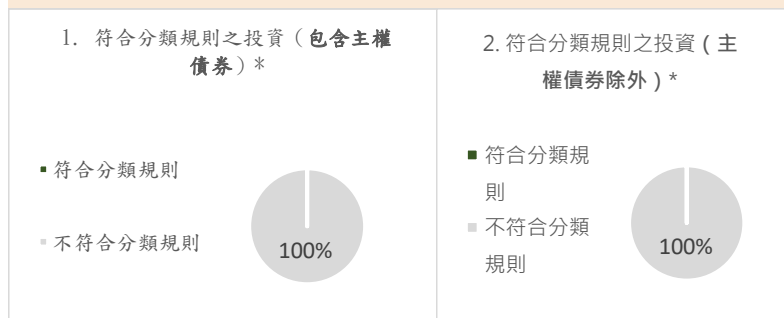 1. 符合分類規則之投資（包含主權
債券）*
符合分類規則
不符合分類規則
100%
2. 符合分類規則之投資 ( 主
權債券除外 ) *
符合分類規
則
不符合分類
規則
100%